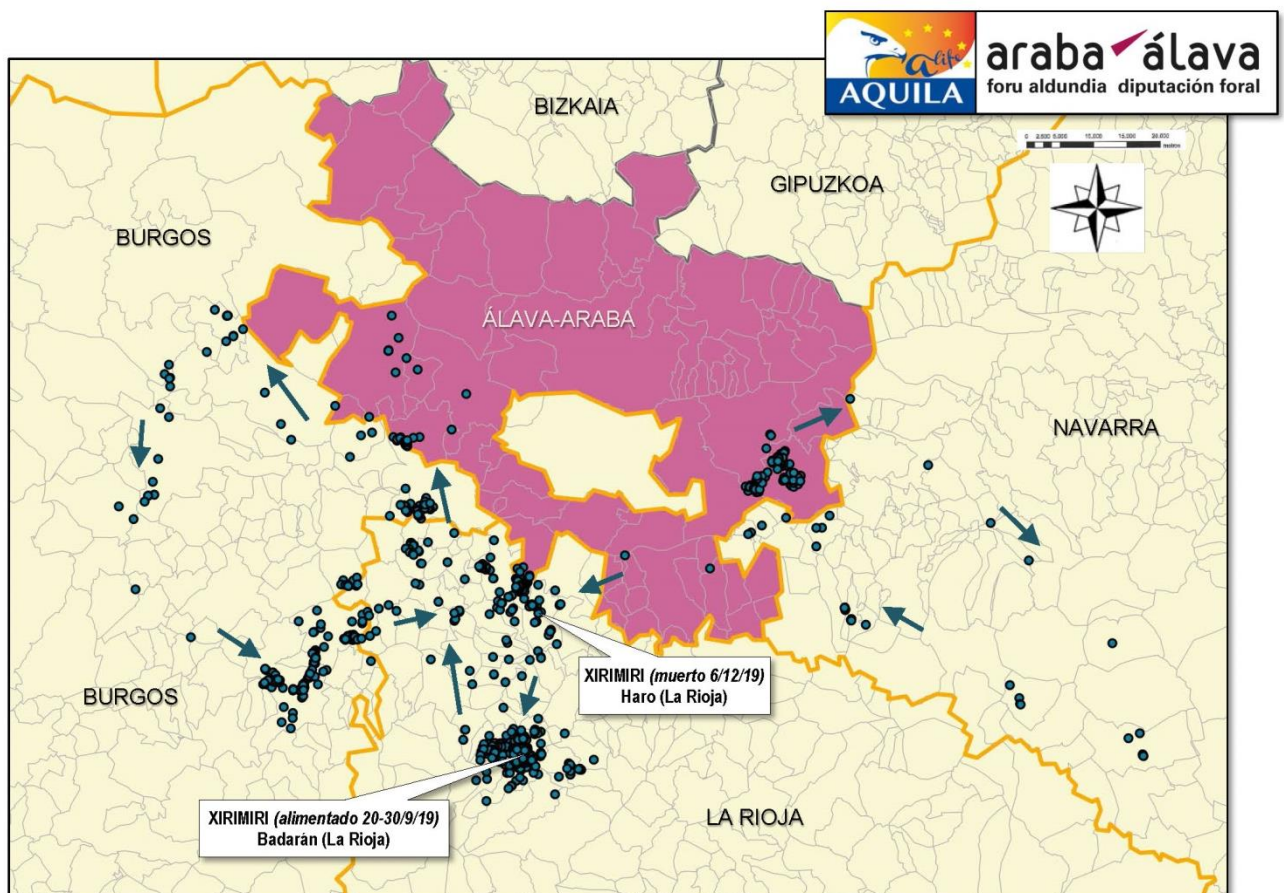 a life
AQUILA
araba álava
foru aldundia diputación foral
BIZKAIA
GIPUZKOA
BURGOS
ÁLAVA-ARABA
NAVARRA
XIRIMIRI (muerto 6/12/19)
Haro (La Rioja)
BURGOS
XIRIMIRI (alimentado 20-30/9/19)
Badarán (La Rioja)
LA RIOJA